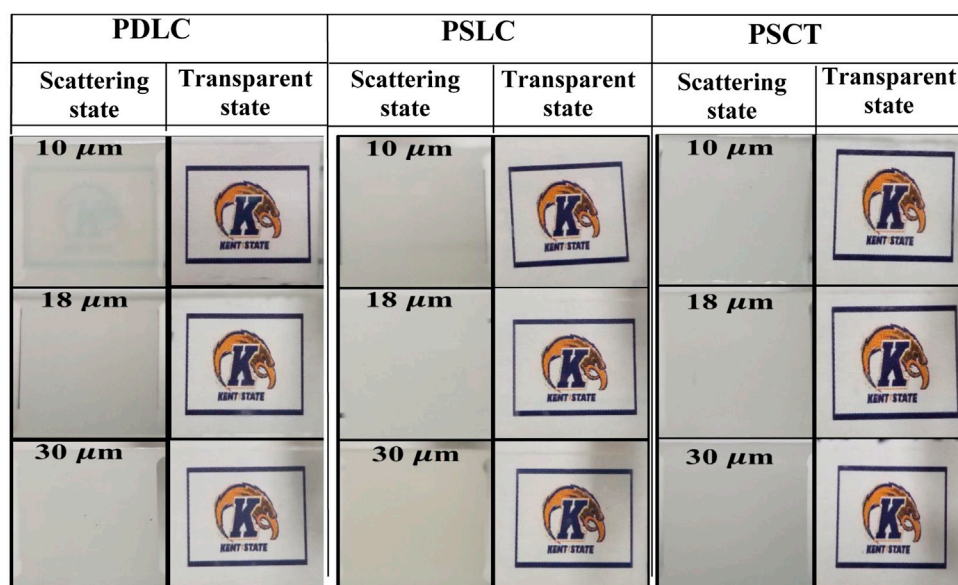 PDLC PSLC PSCT
Scattering state Transparent state Scattering state Transparent state Scattering state Transparent state
10 μm 10 μm 10 μm
K K K
KENT STATE KENT STATE KENT STATE
18 μm 18 μm 18 μm
K K K
KENT STATE KENT STATE KENT STATE
30 μm 30 μm 30 μm
K K K
KENT STATE KENT STATE KENT STATE